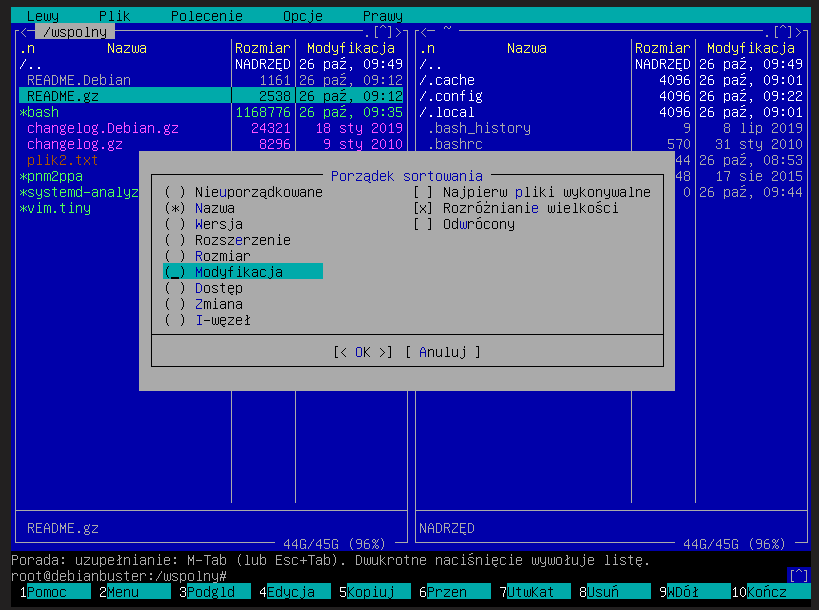 Lewy Plik Polecenie Opcje Prawy
<─ /wspolny ─.[^]>
<─ ~ ─.[^]>
.n Nazwa Rozmiar Modyfikacja .n Nazwa Rozmiar Modyfikacja
/.. NADRZĘD 26 paź, 09:49 /.. NADRZĘD 26 paź, 09:49
README.Debian 1161 26 paź, 09:12 /.cache 4096 26 paź, 09:01
README.gz 2538 26 paź, 09:12 /.config 4096 26 paź, 09:22
*bash 1168776 26 paź, 09:35 /.local 4096 26 paź, 09:01
changelog.Debian.gz 24321 18 sty 2019 .bash_history 9 8 lip 2019
changelog.gz 8296 9 sty 2010 .bashrc 570 31 sty 2010
plik2.txt 44 26 paź, 08:53
*pnm2ppa 48 17 sie 2015
*systemd-analyz 0 26 paź, 09:44
*vim.tiny
Porządek sortowania
( ) Nieuporządkowane [ ] Najpierw pliki wykonywalne
(*) Nazwa [x] Rozróżnianie wielkości
( ) Wersja [ ] Odwrócony
( ) Rozszerzenie
( ) Rozmiar
(_) Modyfikacja
( ) Dostęp
( ) Zmiana
( ) I-węzeł
[< OK >] [ Anuluj ]
README.gz NADRZĘD
44G/45G (96%) 44G/45G (96%)
Porada: uzupełnianie: M-Tab (lub Esc+Tab). Dwukrotne naciśnięcie wywołuje listę.
root@debianbuster:/wspolny# [^]
1Pomoc 2Menu 3Podgld 4Edycja 5Kopiuj 6Przen 7UtwKat 8Usuń 9WDół 10Kończ